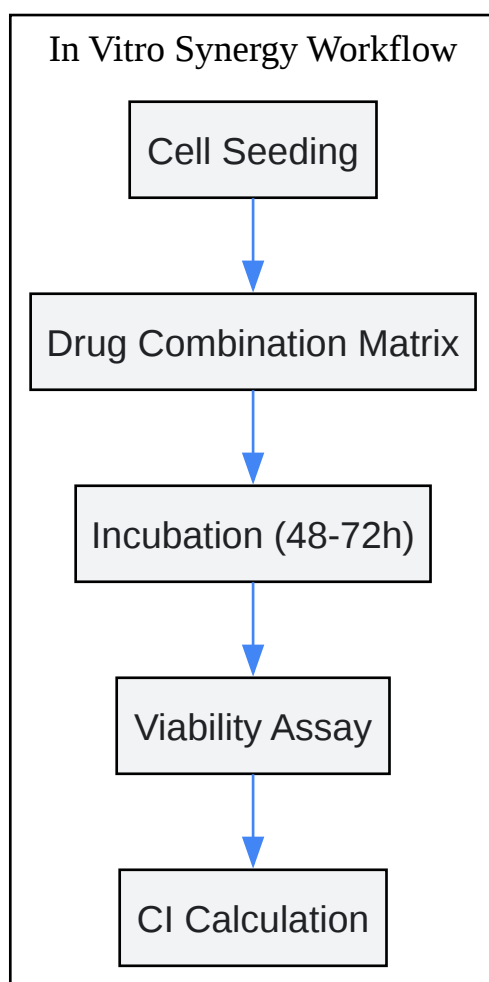 In Vitro Synergy Workflow
Cell Seeding
Drug Combination Matrix
Incubation (48-72h)
Viability Assay
CI Calculation